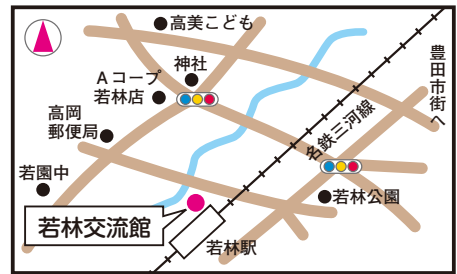 高美こども
神社
Aコープ
若林店
高岡
郵便局
若園中
若林交流館
若林駅
若林公園
名鉄三河線
豊田市街へ